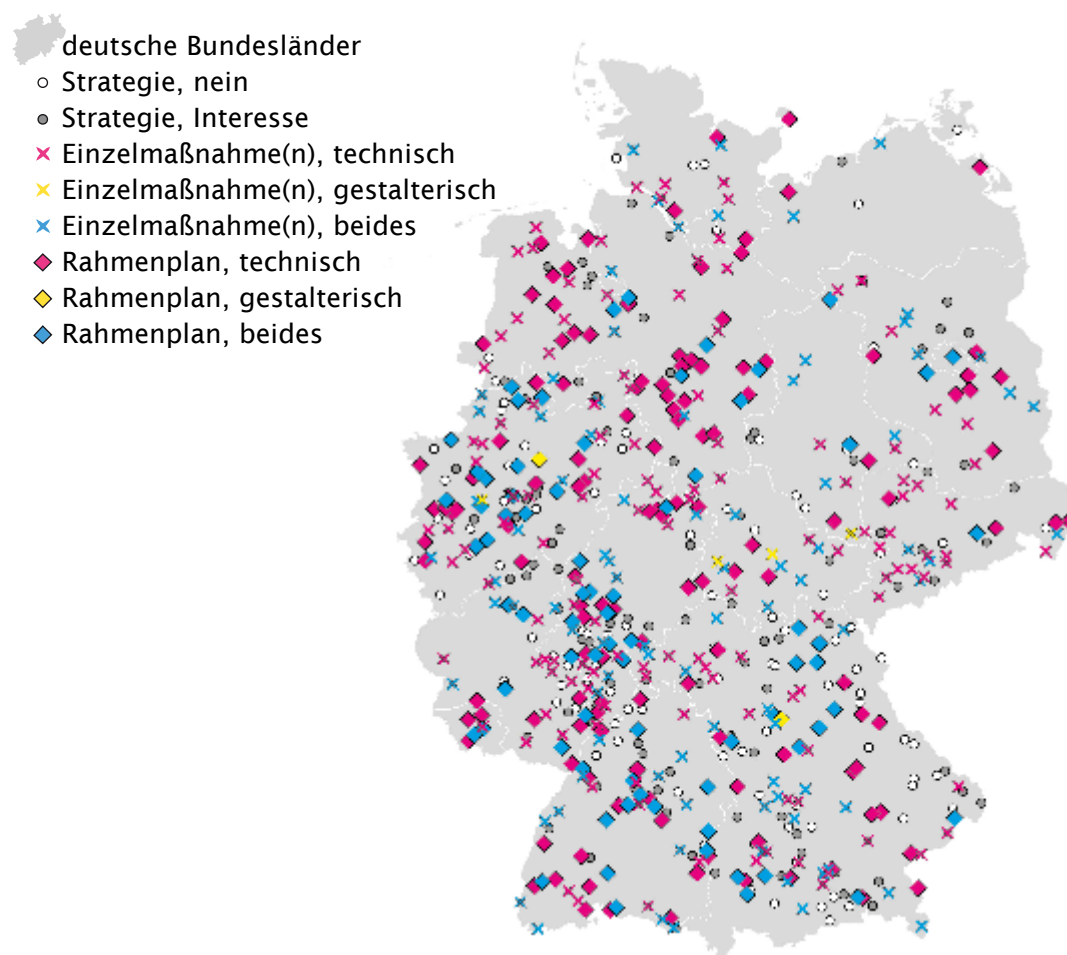 deutsche Bundesländer
Strategie, nein
Strategie, Interesse
Einzelmaßnahme(n), technisch
Einzelmaßnahme(n), gestalterisch
Einzelmaßnahme(n), beides
Rahmenplan, technisch
Rahmenplan, gestalterisch
Rahmenplan, beides